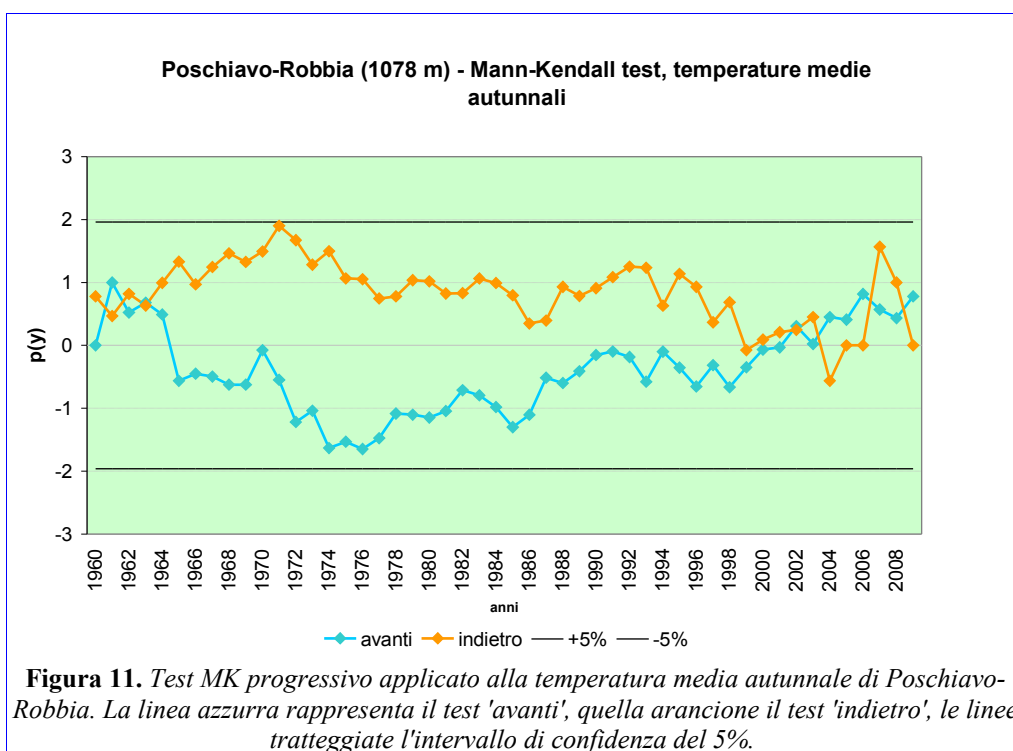 Poschiavo-Robbia (1078 m) - Mann-Kendall test, temperature medie
autunnali
p(y)
3
2
1
0
-1
-2
-3
1960 1962 1964 1966 1968 1970 1972 1974 1976 1978 1980 1982 1984 1986 1988 1990 1992 1994 1996 1998 2000 2002 2004 2006 2008
anni
avanti indietro +5% -5%
Figura 11. Test MK progressivo applicato alla temperatura media autunnale di Poschiavo-
Robbia. La linea azzurra rappresenta il test 'avanti', quella arancione il test 'indietro', le linee
tratteggiate l'intervallo di confidenza del 5%.